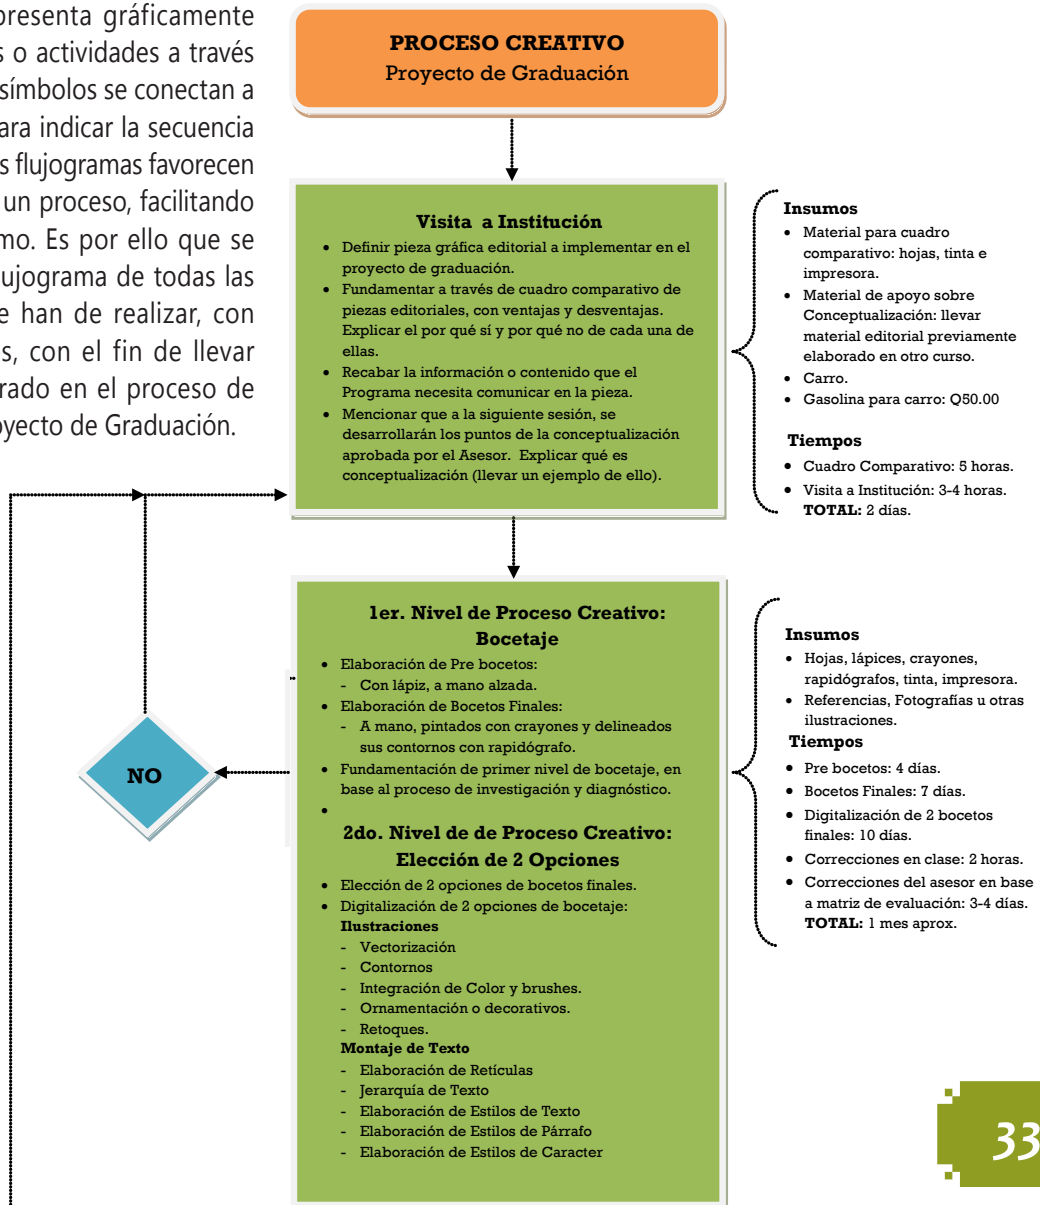 presenta gráficamente
s o actividades a través
símbolos se conectan a
ara indicar la secuencia
s flujogramas favorecen
un proceso, facilitando
mo. Es por ello que se
lujograma de todas las
e han de realizar, con
s, con el fin de llevar
rado en el proceso de
oyecto de Graduación.
PROCESO CREATIVO
Proyecto de Graduación
Visita a Institución
• Definir pieza gráfica editorial a implementar en el
proyecto de graduación.
• Fundamentar a través de cuadro comparativo de
piezas editoriales, con ventajas y desventajas.
Explicar el por qué sí y por qué no de cada una de
ellas.
• Recabar la información o contenido que el
Programa necesita comunicar en la pieza.
• Mencionar que a la siguiente sesión, se
desarrollarán los puntos de la conceptualización
aprobada por el Asesor. Explicar qué es
conceptualización (llevar un ejemplo de ello).
Insumos
• Material para cuadro
comparativo: hojas, tinta e
impresora.
• Material de apoyo sobre
Conceptualización: llevar
material editorial previamente
elaborado en otro curso.
• Carro.
• Gasolina para carro: Q50.00
Tiempos
• Cuadro Comparativo: 5 horas.
• Visita a Institución: 3-4 horas.
TOTAL: 2 días.
NO
1er. Nivel de Proceso Creativo:
Bocetaje
• Elaboración de Pre bocetos:
- Con lápiz, a mano alzada.
• Elaboración de Bocetos Finales:
- A mano, pintados con crayones y delineados
sus contornos con rapidógrafo.
• Fundamentación de primer nivel de bocetaje, en
base al proceso de investigación y diagnóstico.
•
2do. Nivel de de Proceso Creativo:
Elección de 2 Opciones
• Elección de 2 opciones de bocetos finales.
• Digitalización de 2 opciones de bocetaje:
Ilustraciones
- Vectorización
- Contornos
- Integración de Color y brushes.
- Ornamentación o decorativos.
- Retoques.
Montaje de Texto
- Elaboración de Retículas
- Jerarquía de Texto
- Elaboración de Estilos de Texto
- Elaboración de Estilos de Párrafo
- Elaboración de Estilos de Caracter
Insumos
• Hojas, lápices, crayones,
rapidógrafos, tinta, impresora.
• Referencias, Fotografías u otras
ilustraciones.
Tiempos
• Pre bocetos: 4 días.
• Bocetos Finales: 7 días.
• Digitalización de 2 bocetos
finales: 10 días.
• Correcciones en clase: 2 horas.
• Correcciones del asesor en base
a matriz de evaluación: 3-4 días.
TOTAL: 1 mes aprox.
33